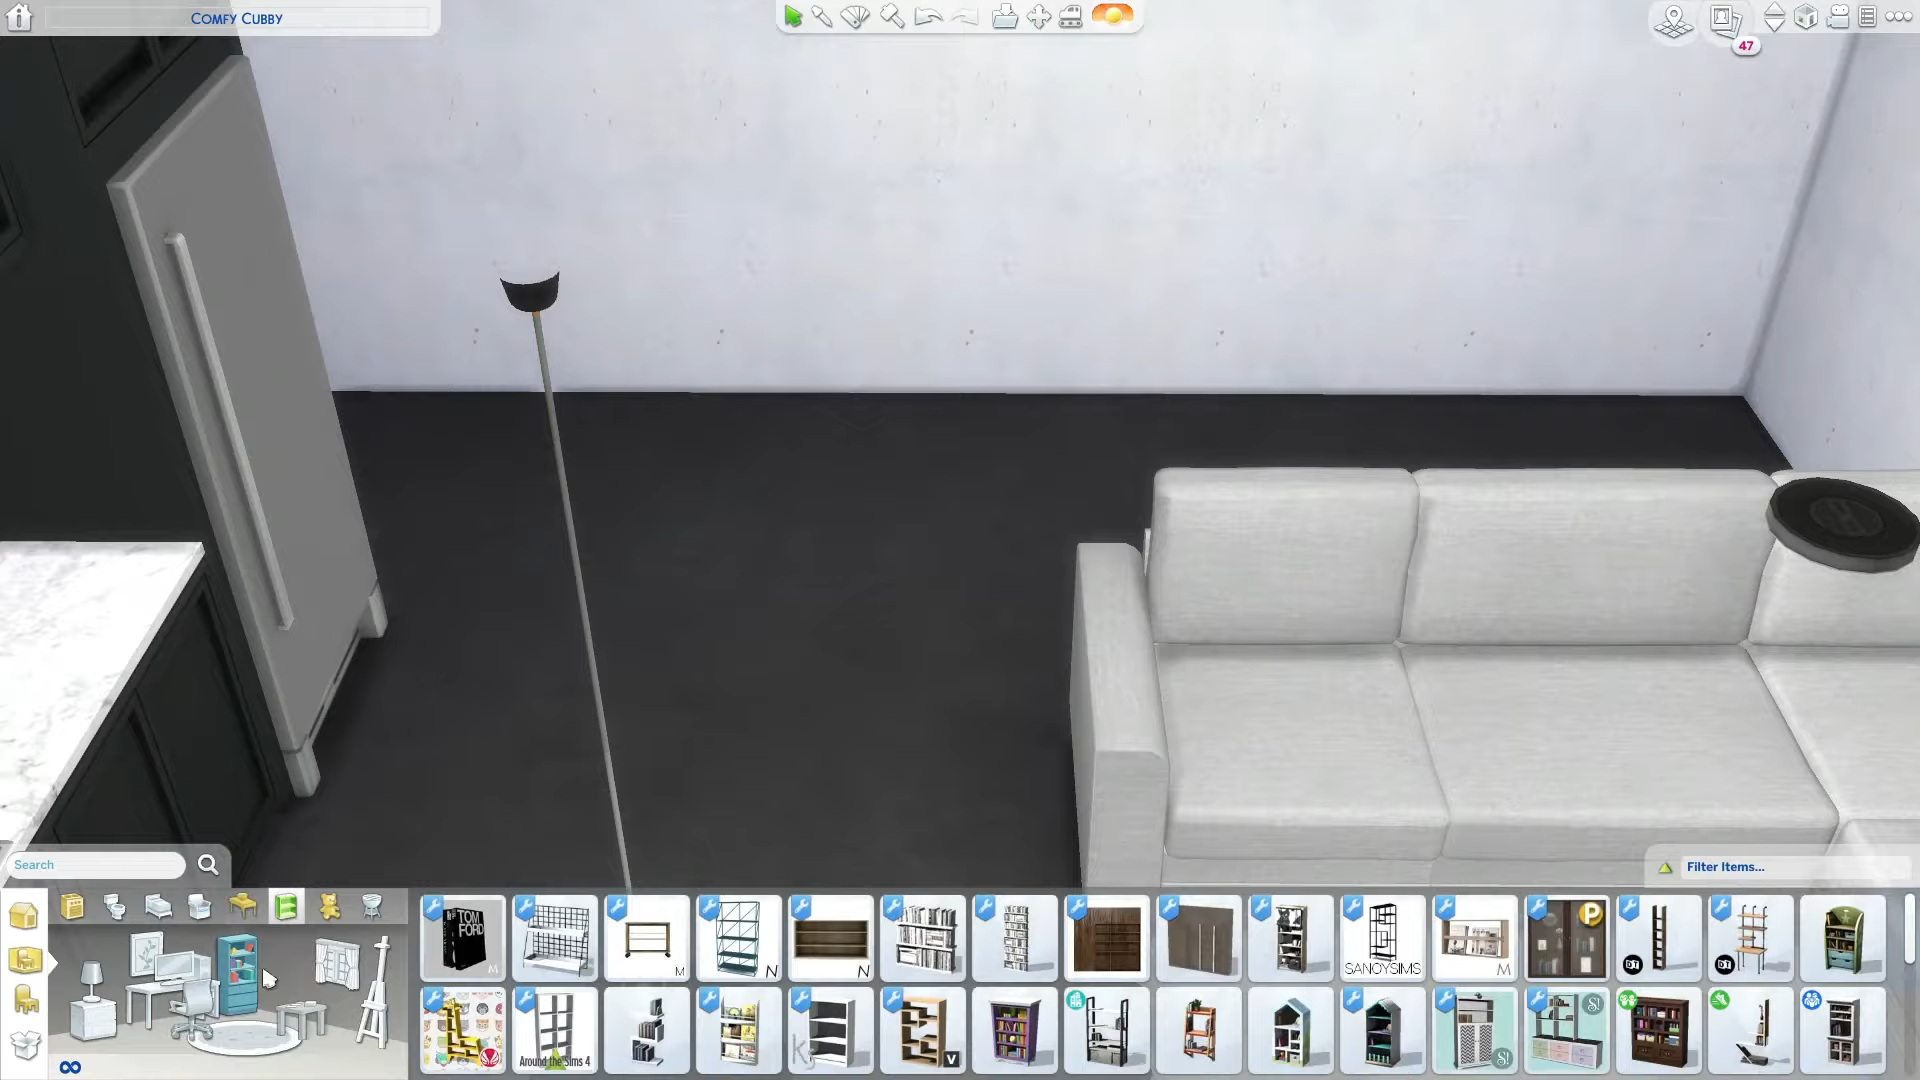 COMFY CUBBY
47
Search
Filter Items...
TOM
FORD
M
M
N
N
SANOYSIMS
M
P
DT
DT
Around the Sims 4
K
V
S!
S!